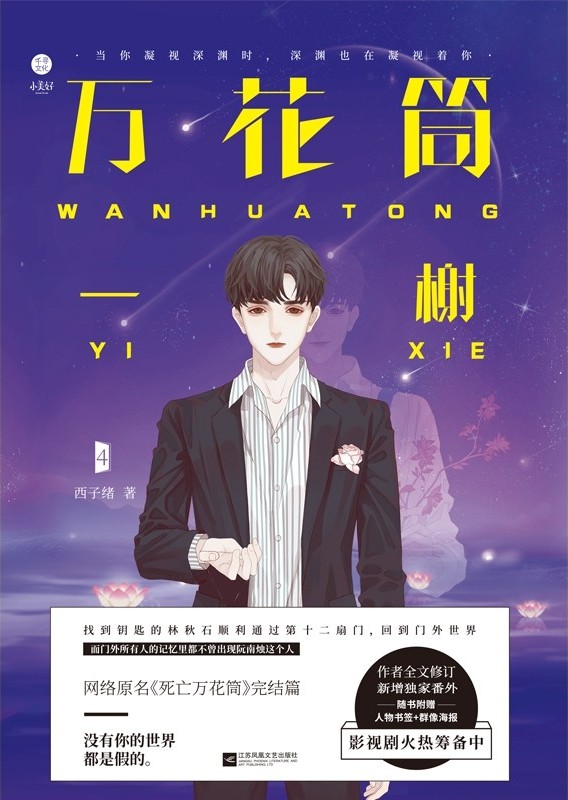 ·当你凝视深渊时,深渊也在凝视着你·
千寻
文化
小美好
万花筒
WANHUATONG
一榭
YI XIE
4
西子绪 著
找到钥匙的林秋石顺利通过第十二扇门,回到门外世界
而门外所有人的记忆里都不曾出现阮南烛这个人
网络原名《死亡万花筒》完结篇
没有你的世界
都是假的。
作者全文修订
新增独家番外
随书附赠
人物书签+群像海报
影视剧火热筹备中
江苏凤凰文艺出版社
JIANGSU PHOENIX LITERATURE AND
ART PUBLISHING, LTD